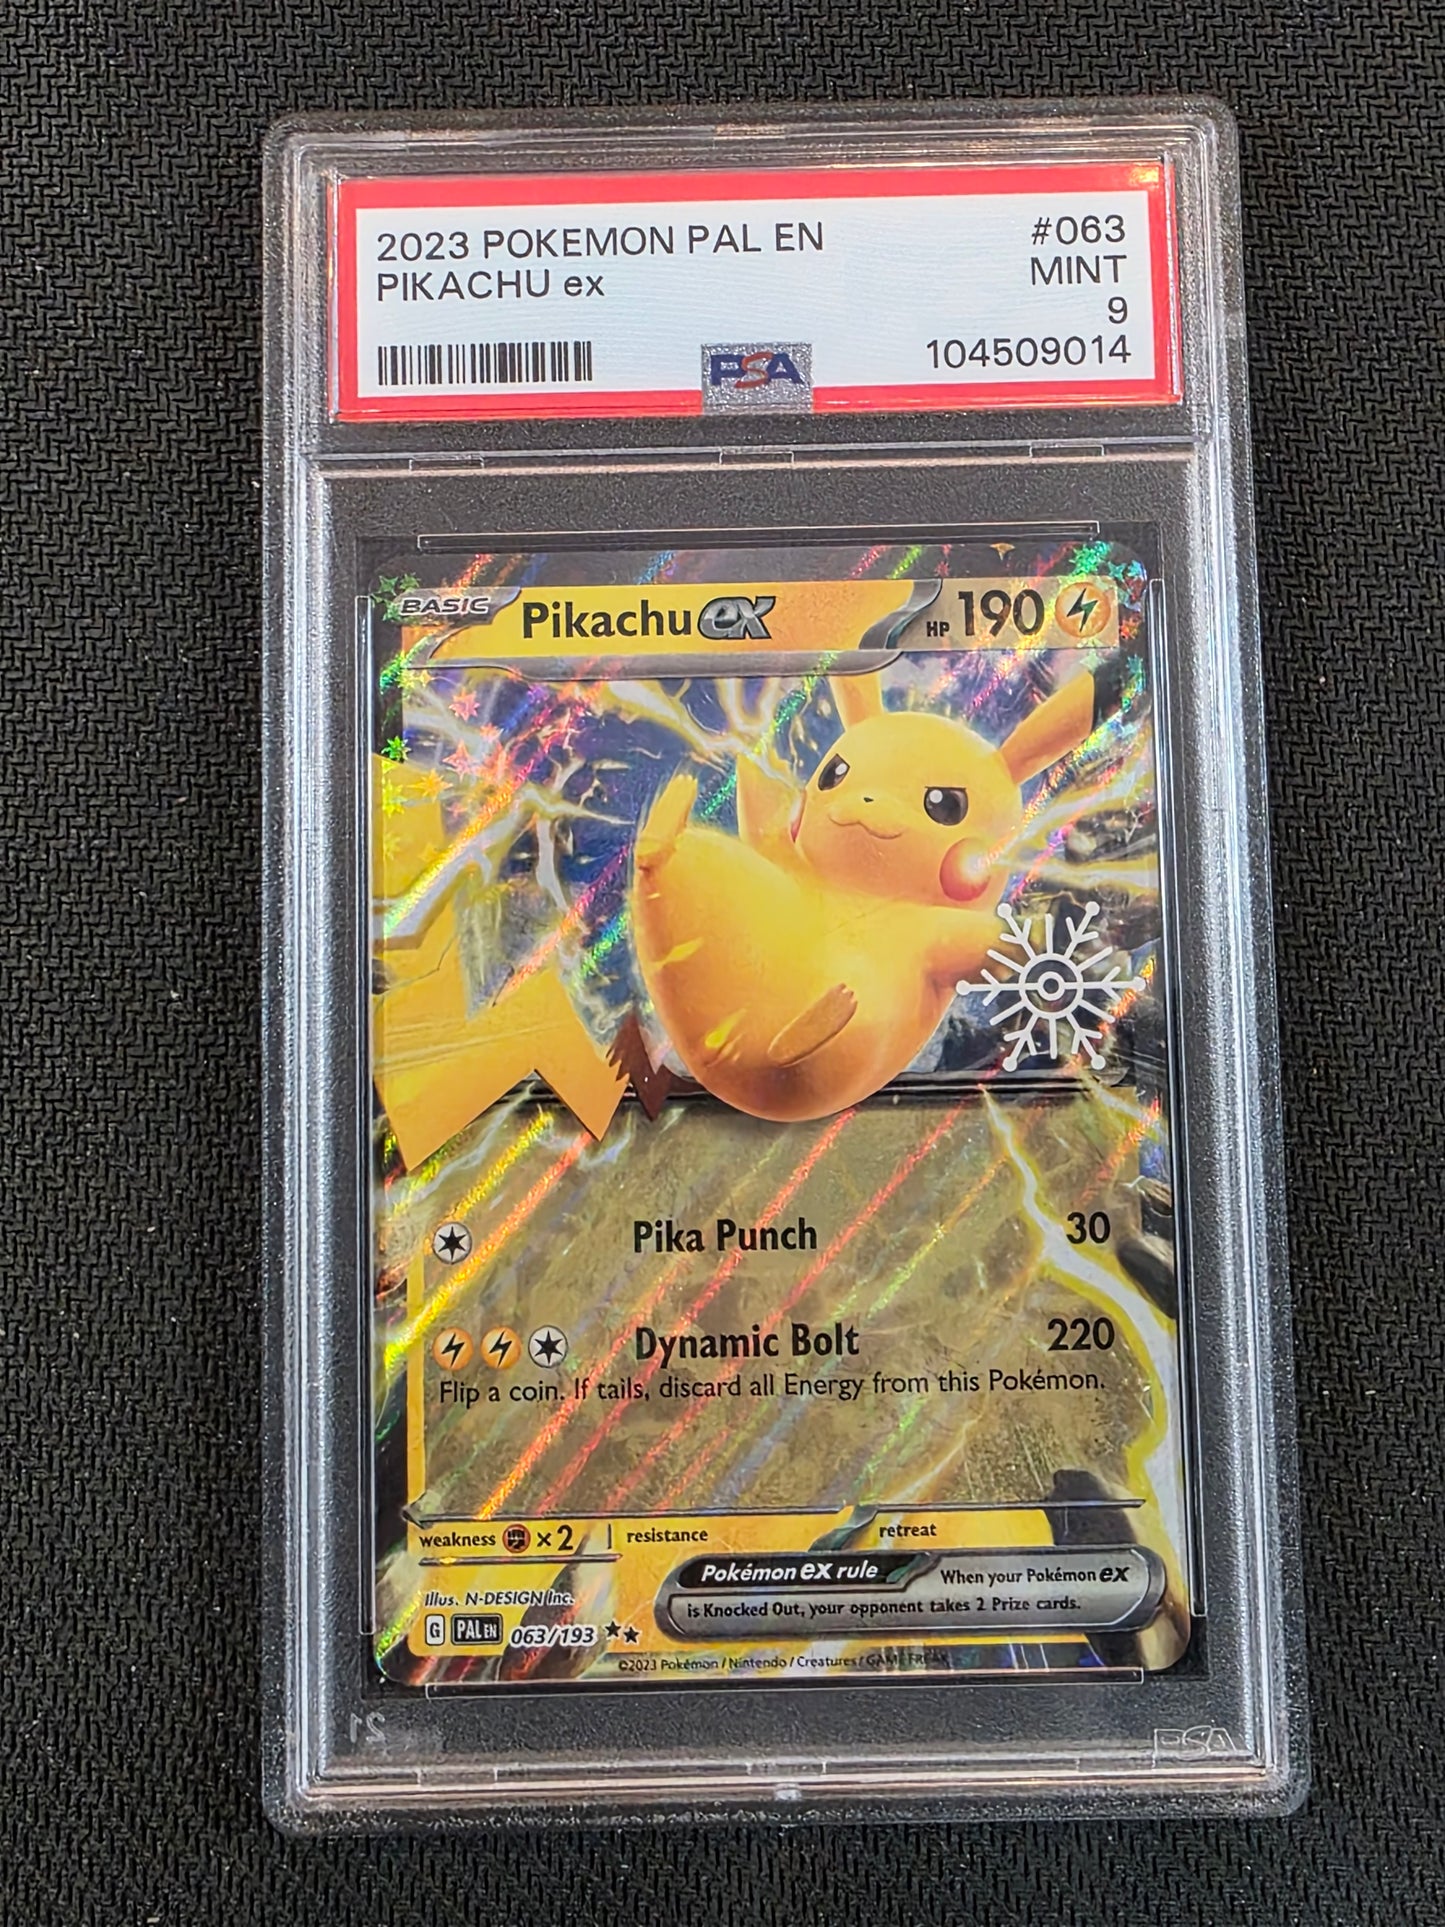 2023 POKEMON PAL EN #063
PIKACHU ex MINT
9
PSA 104509014
BASIC Pikachu ex HP 190
Pika Punch 30
Dynamic Bolt 220
Flip a coin. If tails, discard all Energy from this Pokémon.
weakness ×2 resistance retreat
Pokémon ex rule When your Pokémon ex
is Knocked Out, your opponent takes 2 Prize cards.
Illus. N-DESIGN Inc.
G PAL EN 063/193
©2023 Pokémon / Nintendo / Creatures / GAME FREAK
21 PSA